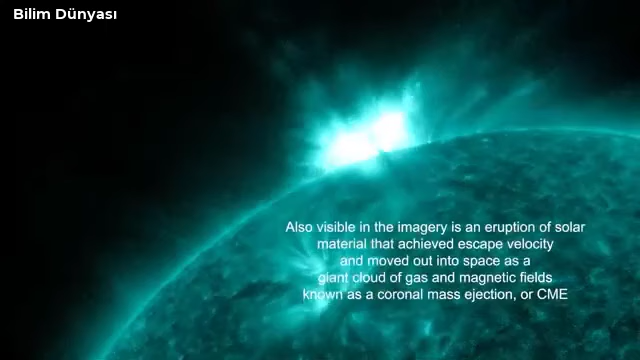 Bilim Dünyası
Also visible in the imagery is an eruption of solar
material that achieved escape velocity
and moved out into space as a
giant cloud of gas and magnetic fields
known as a coronal mass ejection, or CME